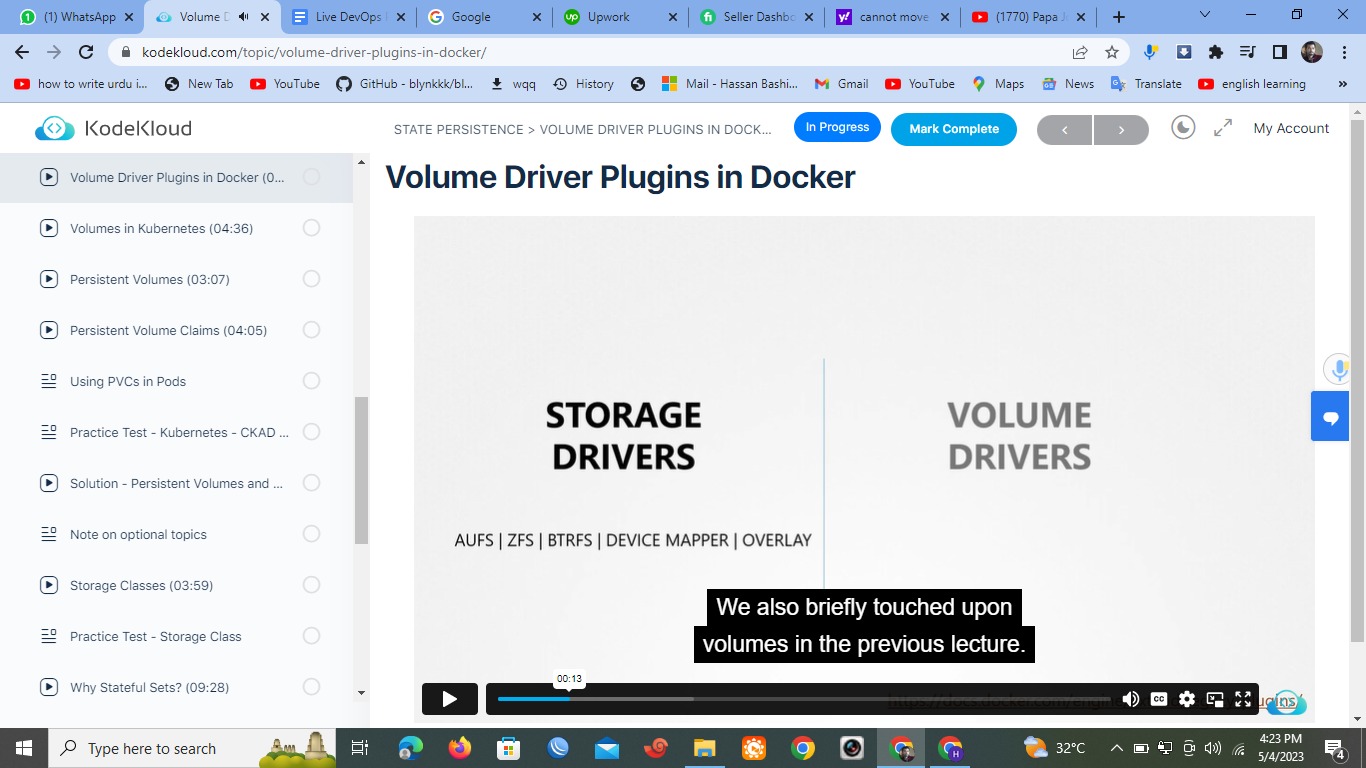 (1) WhatsApp
Volume D
Live DevOps
Google
Upwork
Seller Dashbo
cannot move
(1770) Papa J
kodekloud.com/topic/volume-driver-plugins-in-docker/
how to write urdu i...
New Tab
YouTube
GitHub - blynkkk/bl...
wqq
History
Mail - Hassan Bashi...
Gmail
YouTube
Maps
News
Translate
english learning
»
KodeKloud
STATE PERSISTENCE > VOLUME DRIVER PLUGINS IN DOCK...
In Progress
Mark Complete
<
>
My Account
Volume Driver Plugins in Docker (0...
Volumes in Kubernetes (04:36)
Persistent Volumes (03:07)
Persistent Volume Claims (04:05)
Using PVCs in Pods
Practice Test - Kubernetes - CKAD ...
Solution - Persistent Volumes and ...
Note on optional topics
Storage Classes (03:59)
Practice Test - Storage Class
Why Stateful Sets? (09:28)
Volume Driver Plugins in Docker
STORAGE
DRIVERS
VOLUME
DRIVERS
AUFS | ZFS | BTRFS | DEVICE MAPPER | OVERLAY
We also briefly touched upon
volumes in the previous lecture.
00:13
CC
https://docs.docker.com/engine
Type here to search
H
32°C
4:23 PM
5/4/2023
4